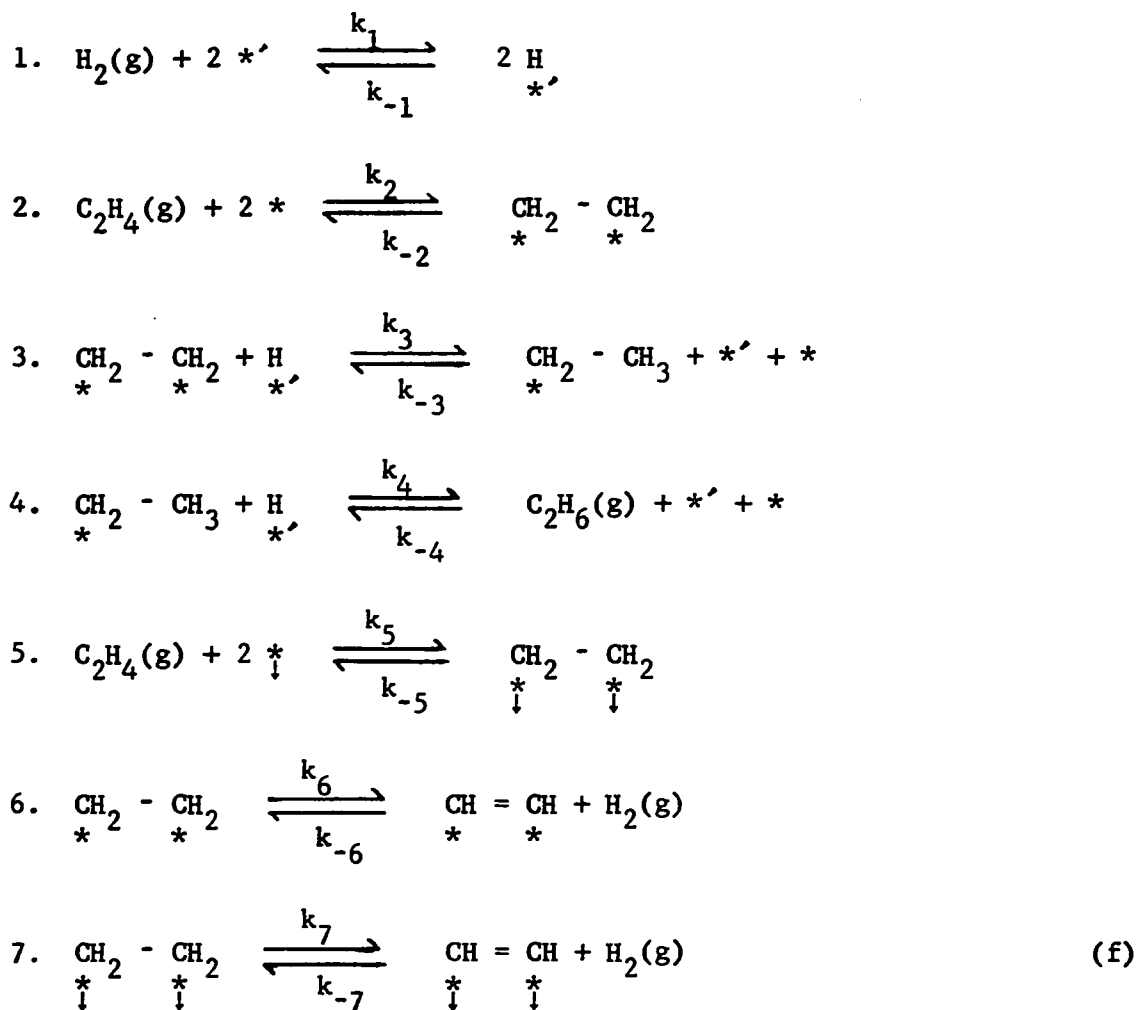 k₁
1. H₂(g) + 2 *′ ⇌ 2 H
k₋₁ *′
k₂
2. C₂H₄(g) + 2 * ⇌ CH₂ - CH₂
k₋₂ * *
k₃
3. CH₂ - CH₂ + H ⇌ CH₂ - CH₃ + *′ + *
* * *′ k₋₃ *
k₄
4. CH₂ - CH₃ + H ⇌ C₂H₆(g) + *′ + *
* *′ k₋₄
k₅
5. C₂H₄(g) + 2 * ⇌ CH₂ - CH₂
↓ k₋₅ * *
↓ ↓
k₆
6. CH₂ - CH₂ ⇌ CH = CH + H₂(g)
* * k₋₆ * *
k₇
7. CH₂ - CH₂ ⇌ CH = CH + H₂(g) (f)
* * k₋₇ * *
↓ ↓ ↓ ↓